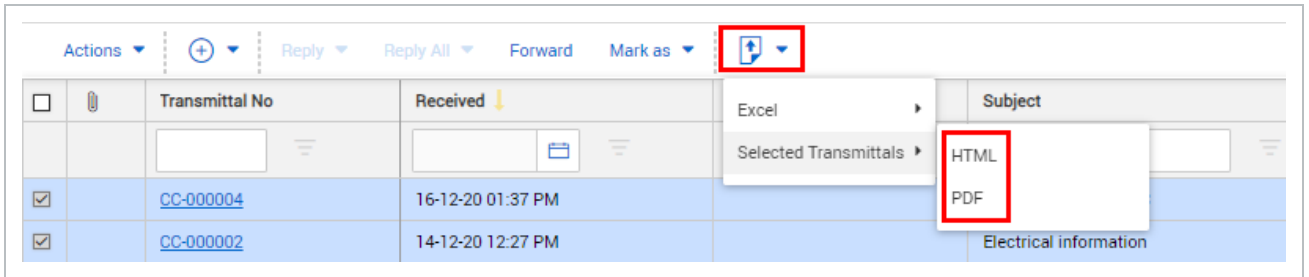 Actions Reply Reply All Forward Mark as
Transmittal No Received Subject
Excel
Selected Transmittals HTML
PDF
CC-000004 16-12-20 01:37 PM
CC-000002 14-12-20 12:27 PM Electrical information